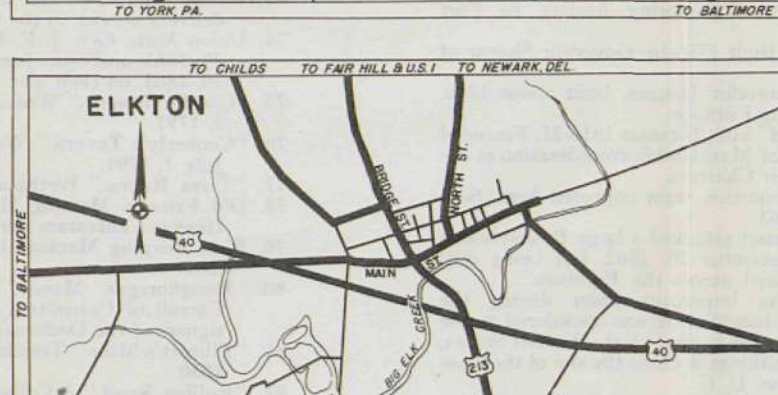 TO YORK, PA.
TO BALTIMORE
TO CHILDS
TO FAIR HILL & U.S. 1
TO NEWARK, DEL.
ELKTON
TO BALTIMORE
40
BRIDGE ST.
NORTH ST.
MAIN ST.
BIG ELK CREEK
213
40